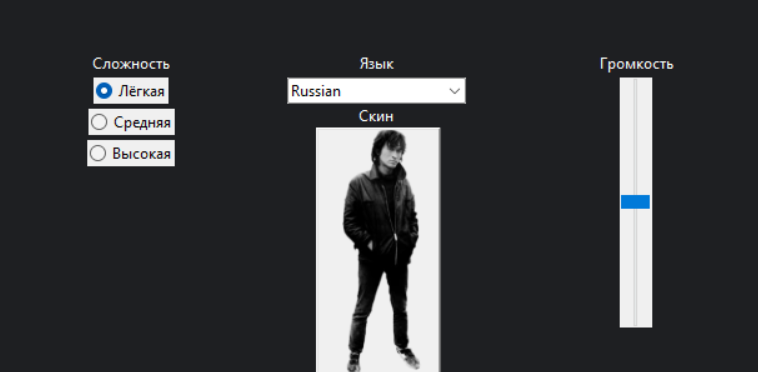 Сложность
Лёгкая
Средняя
Высокая
Язык
Russian
Скин
Громкость